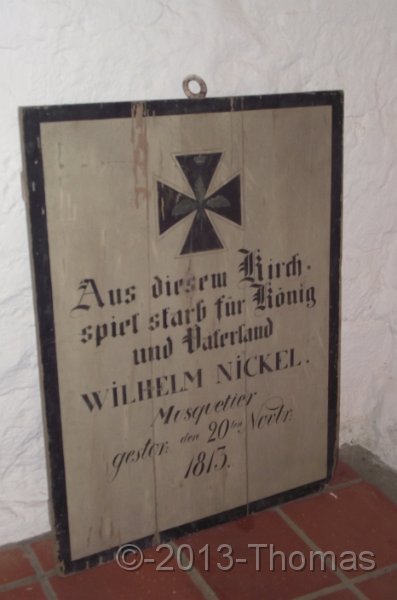 Aus diesem Kirch-
spiel starb für König
und Vaterland
WILHELM NICKEL.
Musquetier
gestor. den 20ten Novbr.
1813.
©-2013-Thomas